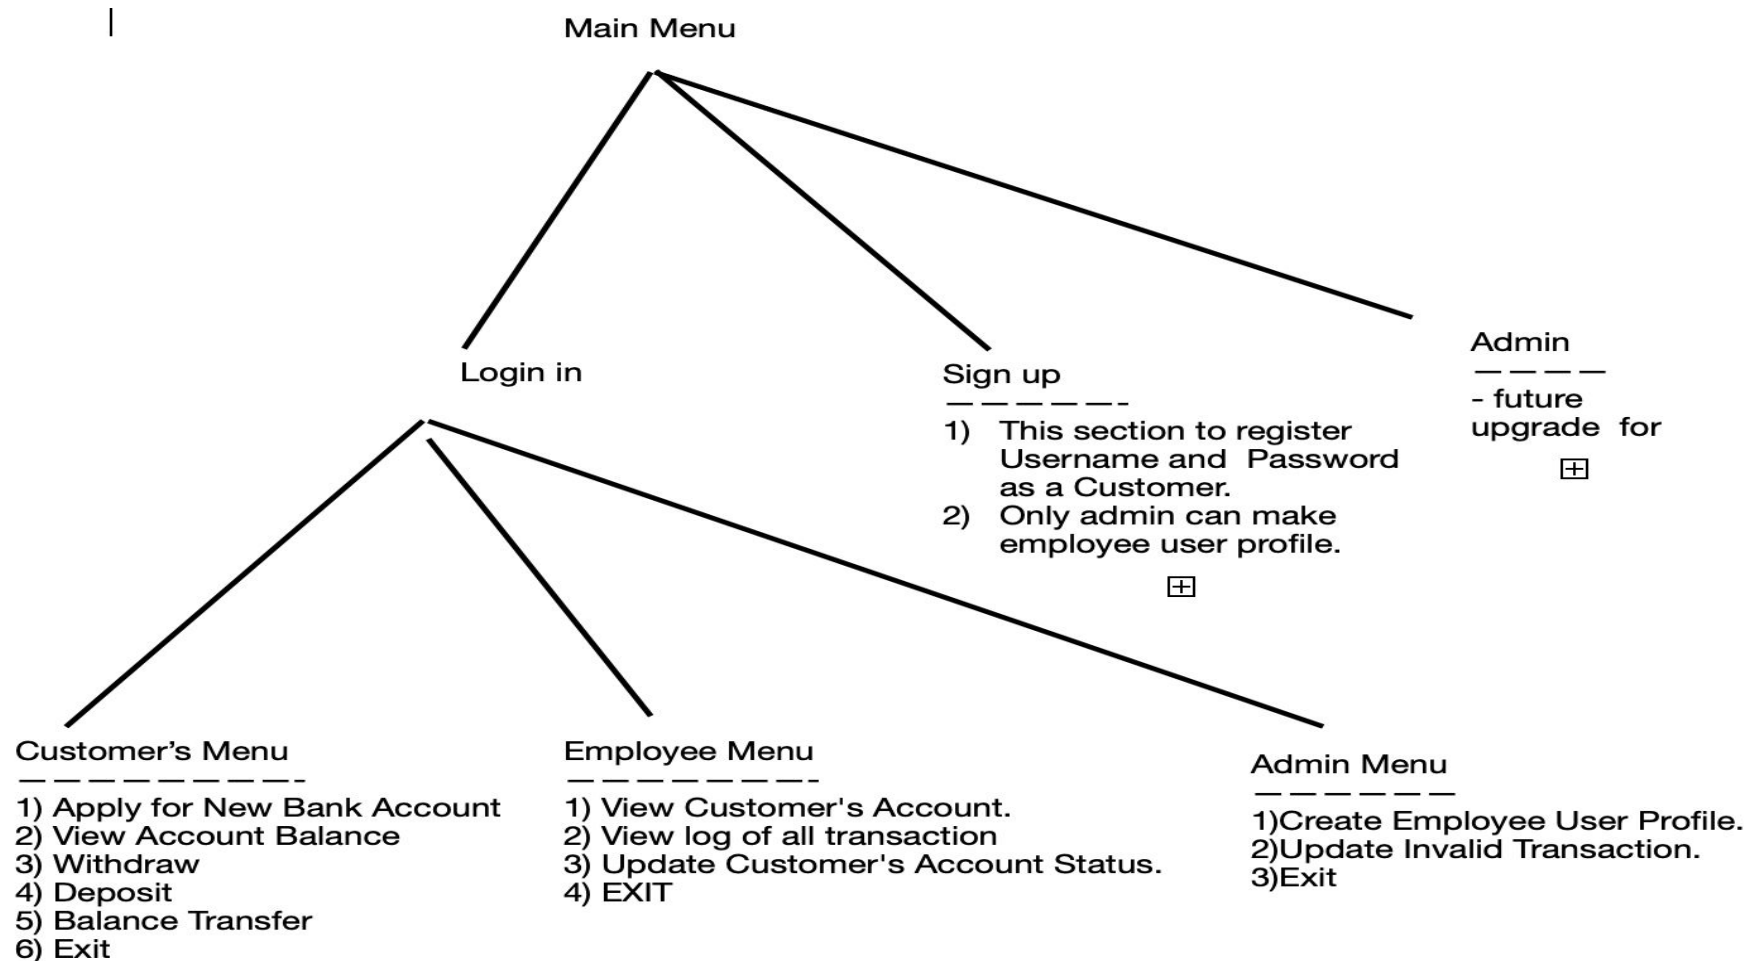 Main Menu
Login in
Sign up
1) This section to register
Username and Password
as a Customer.
2) Only admin can make
employee user profile.
Admin
- future
upgrade for
Customer’s Menu
1) Apply for New Bank Account
2) View Account Balance
3) Withdraw
4) Deposit
5) Balance Transfer
6) Exit
Employee Menu
1) View Customer's Account.
2) View log of all transaction
3) Update Customer's Account Status.
4) EXIT
Admin Menu
1)Create Employee User Profile.
2)Update Invalid Transaction.
3)Exit